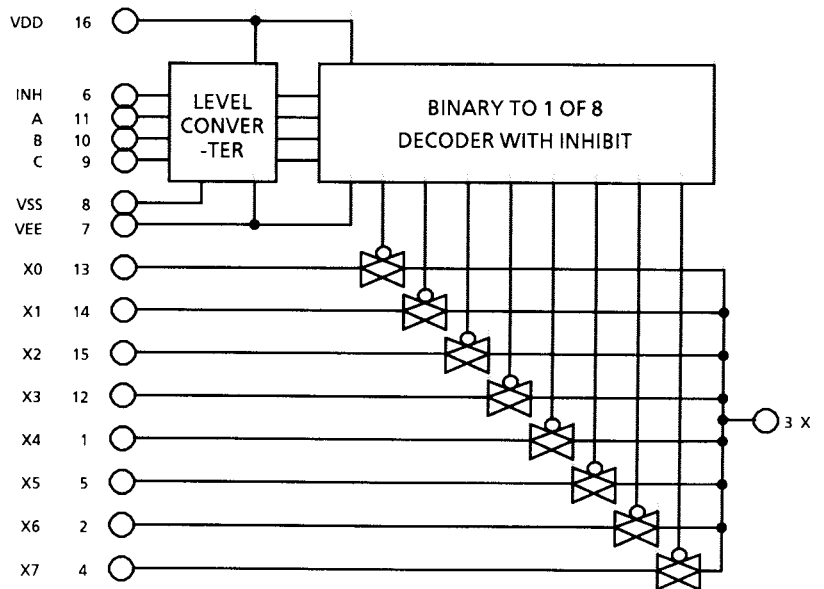 VDD 16
INH 6
A 11
B 10
C 9
LEVEL
CONVER
-TER
BINARY TO 1 OF 8
DECODER WITH INHIBIT
VSS 8
VEE 7
X0 13
X1 14
X2 15
X3 12
X4 1
X5 5
X6 2
X7 4
3 X